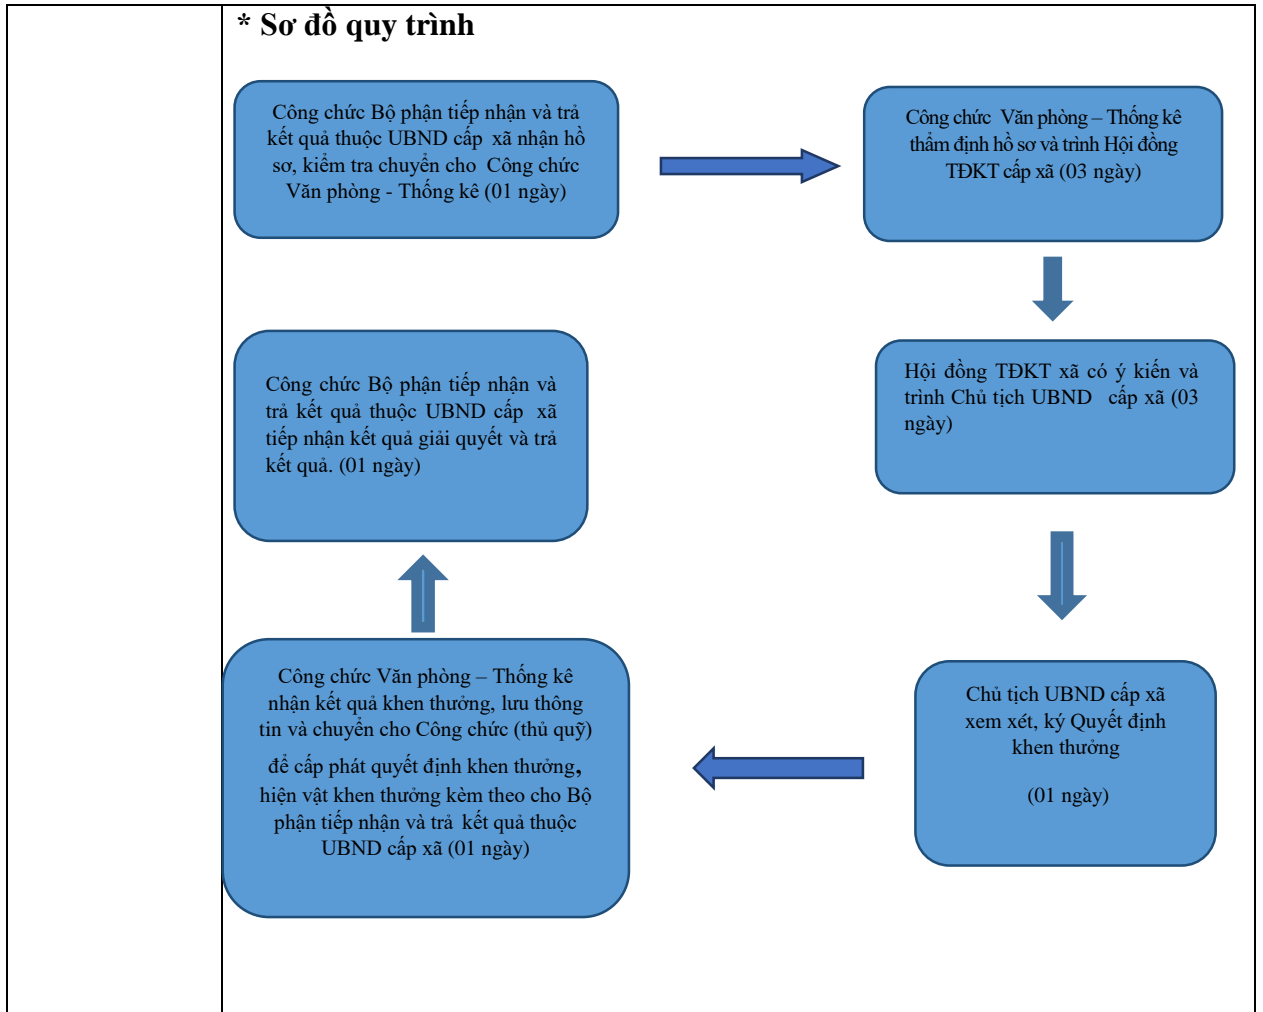 * Sơ đồ quy trình
Công chức Bộ phận tiếp nhận và trả
kết quả thuộc UBND cấp xã nhận hồ
sơ, kiểm tra chuyển cho Công chức
Văn phòng - Thống kê (01 ngày)
Công chức Văn phòng – Thống kê
thẩm định hồ sơ và trình Hội đồng
TĐKT cấp xã (03 ngày)
Hội đồng TĐKT xã có ý kiến và
trình Chủ tịch UBND cấp xã (03
ngày)
Chủ tịch UBND cấp xã
xem xét, ký Quyết định
khen thưởng
(01 ngày)
Công chức Văn phòng – Thống kê
nhận kết quả khen thưởng, lưu thông
tin và chuyển cho Công chức (thủ quỹ)
để cấp phát quyết định khen thưởng,
hiện vật khen thưởng kèm theo cho Bộ
phận tiếp nhận và trả kết quả thuộc
UBND cấp xã (01 ngày)
Công chức Bộ phận tiếp nhận và
trả kết quả thuộc UBND cấp xã
tiếp nhận kết quả giải quyết và trả
kết quả. (01 ngày)